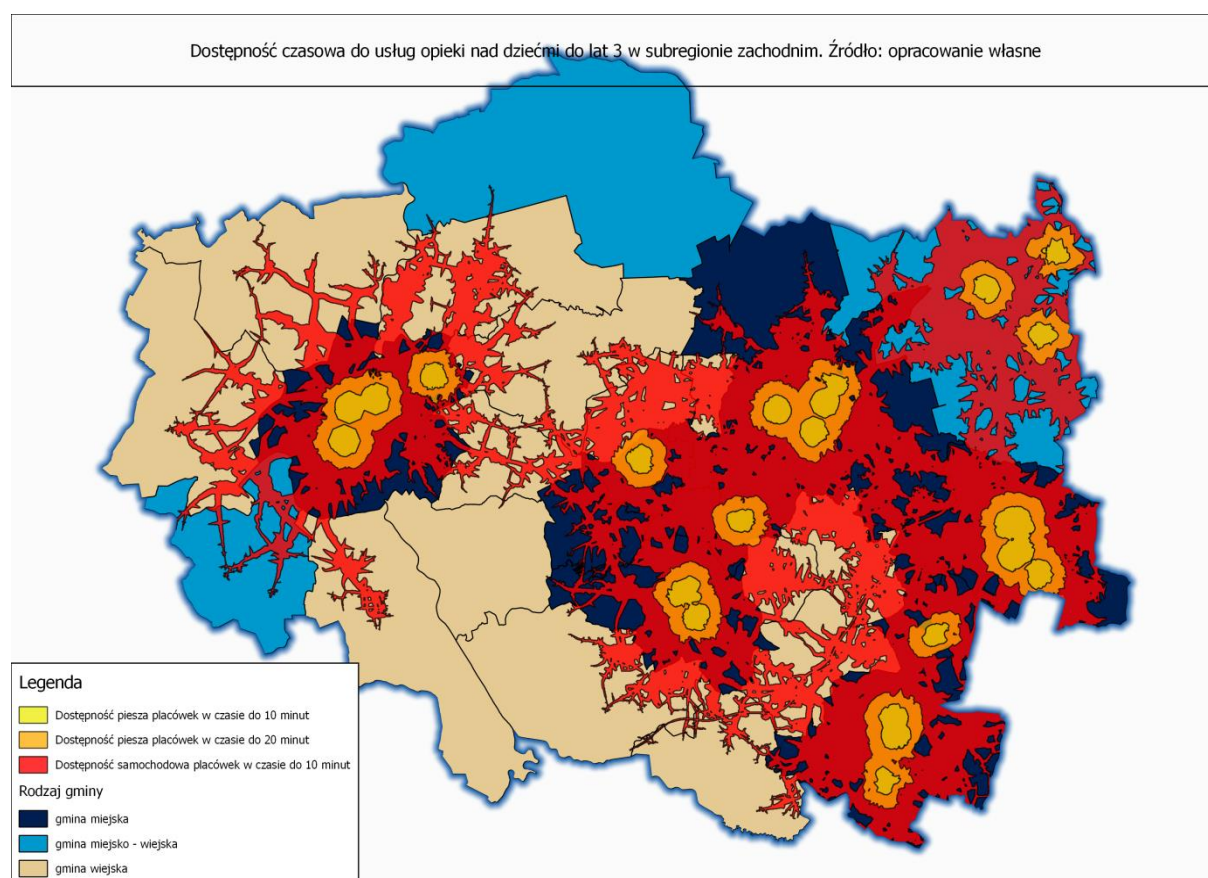 Dostępność czasowa do usług opieki nad dziećmi do lat 3 w subregionie zachodnim. Źródło: opracowanie własne
Legenda
Dostępność piesza placówek w czasie do 10 minut
Dostępność piesza placówek w czasie do 20 minut
Dostępność samochodowa placówek w czasie do 10 minut
Rodzaj gminy
gmina miejska
gmina miejsko - wiejska
gmina wiejska